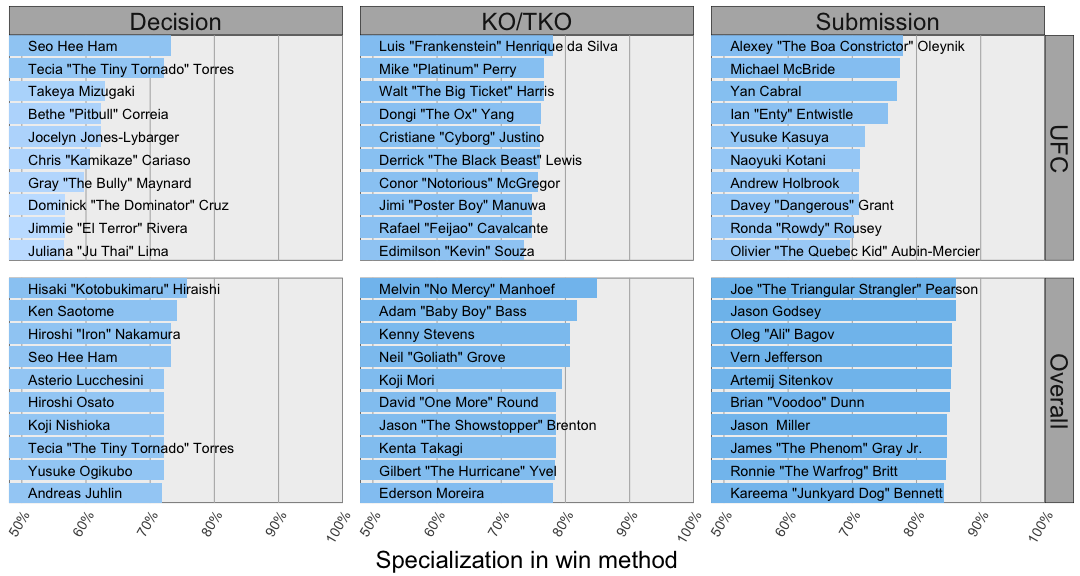 Decision
KO/TKO
Submission
Seo Hee Ham
Tecia "The Tiny Tornado" Torres
Takeya Mizugaki
Bethe "Pitbull" Correia
Jocelyn Jones-Lybarger
Chris "Kamikaze" Cariaso
Gray "The Bully" Maynard
Dominick "The Dominator" Cruz
Jimmie "El Terror" Rivera
Juliana "Ju Thai" Lima
Luis "Frankenstein" Henrique da Silva
Mike "Platinum" Perry
Walt "The Big Ticket" Harris
Dongi "The Ox" Yang
Cristiane "Cyborg" Justino
Derrick "The Black Beast" Lewis
Conor "Notorious" McGregor
Jimi "Poster Boy" Manuwa
Rafael "Feijao" Cavalcante
Edimilson "Kevin" Souza
Alexey "The Boa Constrictor" Oleynik
Michael McBride
Yan Cabral
Ian "Enty" Entwistle
Yusuke Kasuya
Naoyuki Kotani
Andrew Holbrook
Davey "Dangerous" Grant
Ronda "Rowdy" Rousey
Olivier "The Quebec Kid" Aubin-Mercier
UFC
Hisaki "Kotobukimaru" Hiraishi
Ken Saotome
Hiroshi "Iron" Nakamura
Seo Hee Ham
Asterio Lucchesini
Hiroshi Osato
Koji Nishioka
Tecia "The Tiny Tornado" Torres
Yusuke Ogikubo
Andreas Juhlin
Melvin "No Mercy" Manhoef
Adam "Baby Boy" Bass
Kenny Stevens
Neil "Goliath" Grove
Koji Mori
David "One More" Round
Jason "The Showstopper" Brenton
Kenta Takagi
Gilbert "The Hurricane" Yvel
Ederson Moreira
Joe "The Triangular Strangler" Pearson
Jason Godsey
Oleg "Ali" Bagov
Vern Jefferson
Artemij Sitenkov
Brian "Voodoo" Dunn
Jason  Miller
James "The Phenom" Gray Jr.
Ronnie "The Warfrog" Britt
Kareema "Junkyard Dog" Bennett
Overall
50%
60%
70%
80%
90%
100%
50%
60%
70%
80%
90%
100%
50%
60%
70%
80%
90%
100%
Specialization in win method